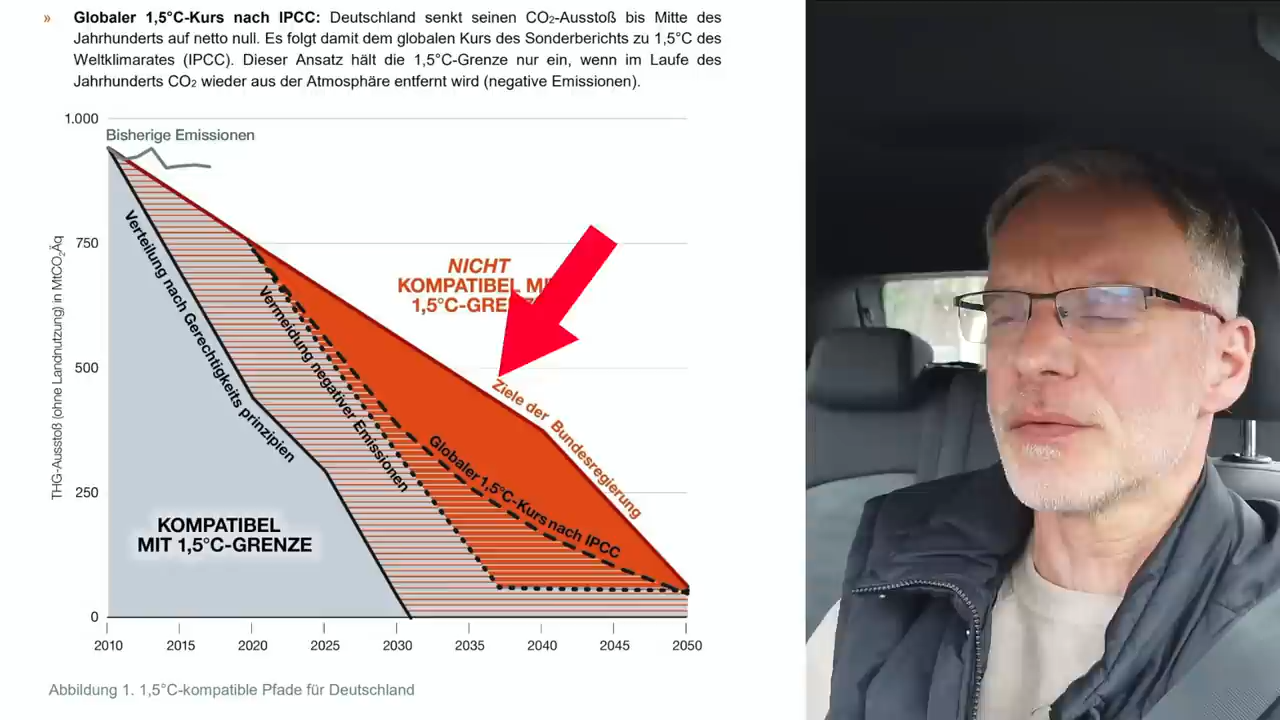 » Globaler 1,5°C-Kurs nach IPCC: Deutschland senkt seinen CO₂-Ausstoß bis Mitte des
Jahrhunderts auf netto null. Es folgt damit dem globalen Kurs des Sonderberichts zu 1,5°C des
Weltklimarates (IPCC). Dieser Ansatz hält die 1,5°C-Grenze nur ein, wenn im Laufe des
Jahrhunderts CO₂ wieder aus der Atmosphäre entfernt wird (negative Emissionen).
1.000
Bisherige Emissionen
750
500
250
0
THG-Ausstoß (ohne Landnutzung) in MtCO₂Äq
Verteilung nach Gerechtigkeitsprinzipien
Vermeidung negativer Emissionen
Globaler 1,5°C-Kurs nach IPCC
Ziele der Bundesregierung
NICHT
KOMPATIBEL
1,5°C-
KOMPATIBEL
MIT 1,5°C-GRENZE
2010 2015 2020 2025 2030 2035 2040 2045 2050
Abbildung 1. 1,5°C-kompatible Pfade für Deutschland